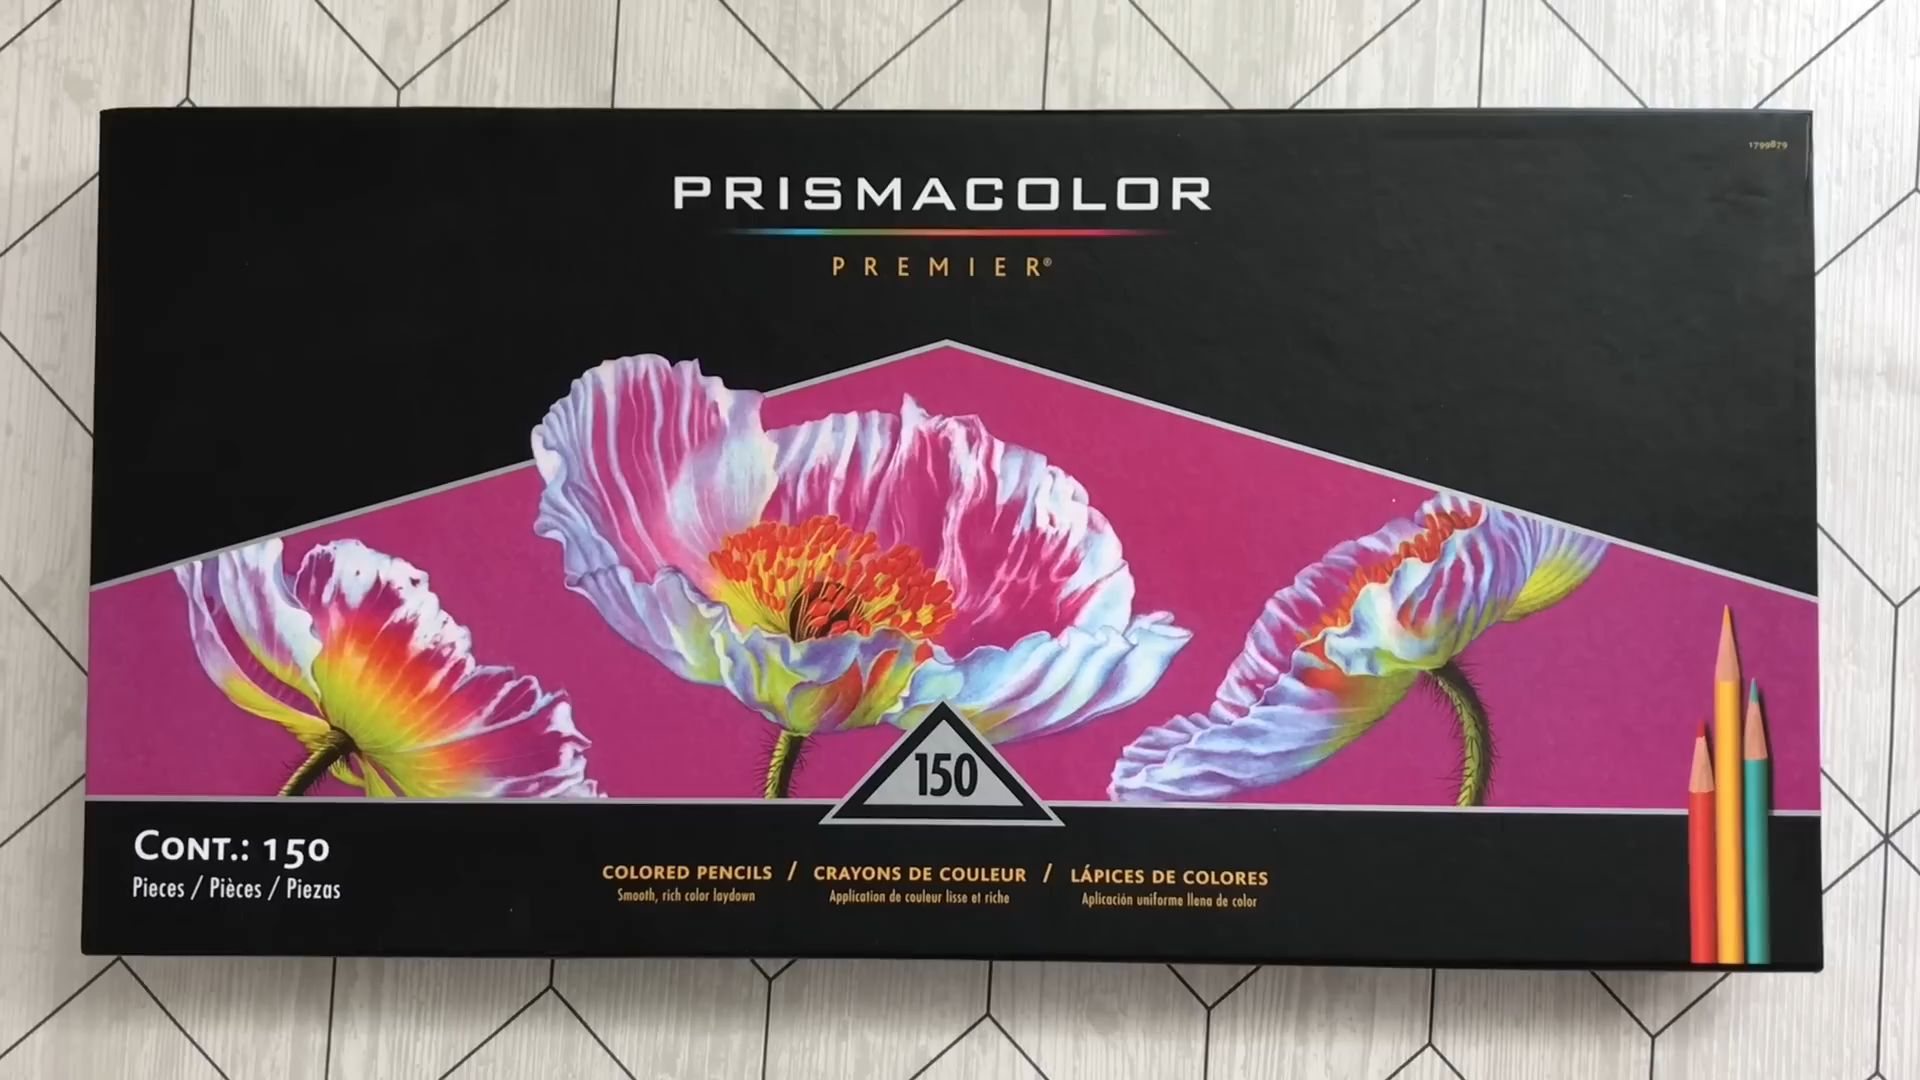 1799879
PRISMACOLOR
PREMIER®
150
CONT.: 150
Pieces / Pièces / Piezas
COLORED PENCILS / CRAYONS DE COULEUR / LÁPICES DE COLORES
Smooth, rich color laydown Application de couleur lisse et riche Aplicación uniforme llena de color